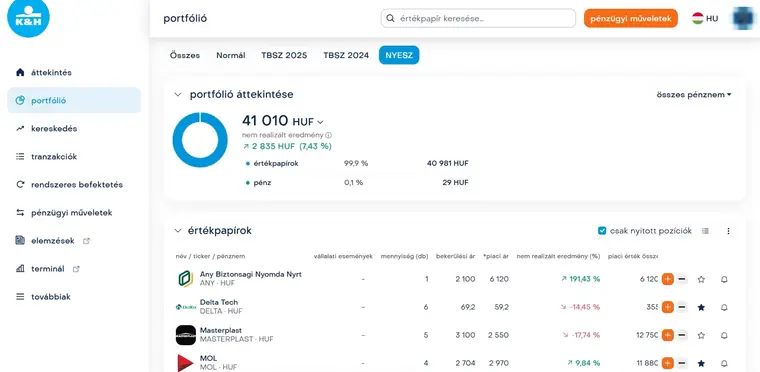 K&H
portfólió
értékpapír keresése...
pénzügyi műveletek
HU
Összes Normál TBSZ 2025 TBSZ 2024 NYESZ
áttekintés
portfólió
kereskedés
tranzakciók
rendszeres befektetés
pénzügyi műveletek
elemzések
terminál
továbbiak
portfólió áttekintése
összes pénznem
41 010 HUF
nem realizált eredmény
2 835 HUF (7,43 %)
értékpapírok 99,9 % 40 981 HUF
pénz 0,1 % 29 HUF
értékpapírok
csak nyitott pozíciók
név / ticker / pénznem vállalati események mennyiség (db) bekerülési ár *piaci ár nem realizált eredmény (%) piaci érték össze
Any Biztonsagi Nyomda Nyrt
ANY · HUF – 1 2 100 6 120 191,43 % 6 120
Delta Tech
DELTA · HUF – 6 69,2 59,2 -14,45 % 355
Masterplast
MASTERPLAST · HUF – 5 3 100 2 550 -17,74 % 12 750
MOL
MOL · HUF – 4 2 704 2 970 9,84 % 11 880